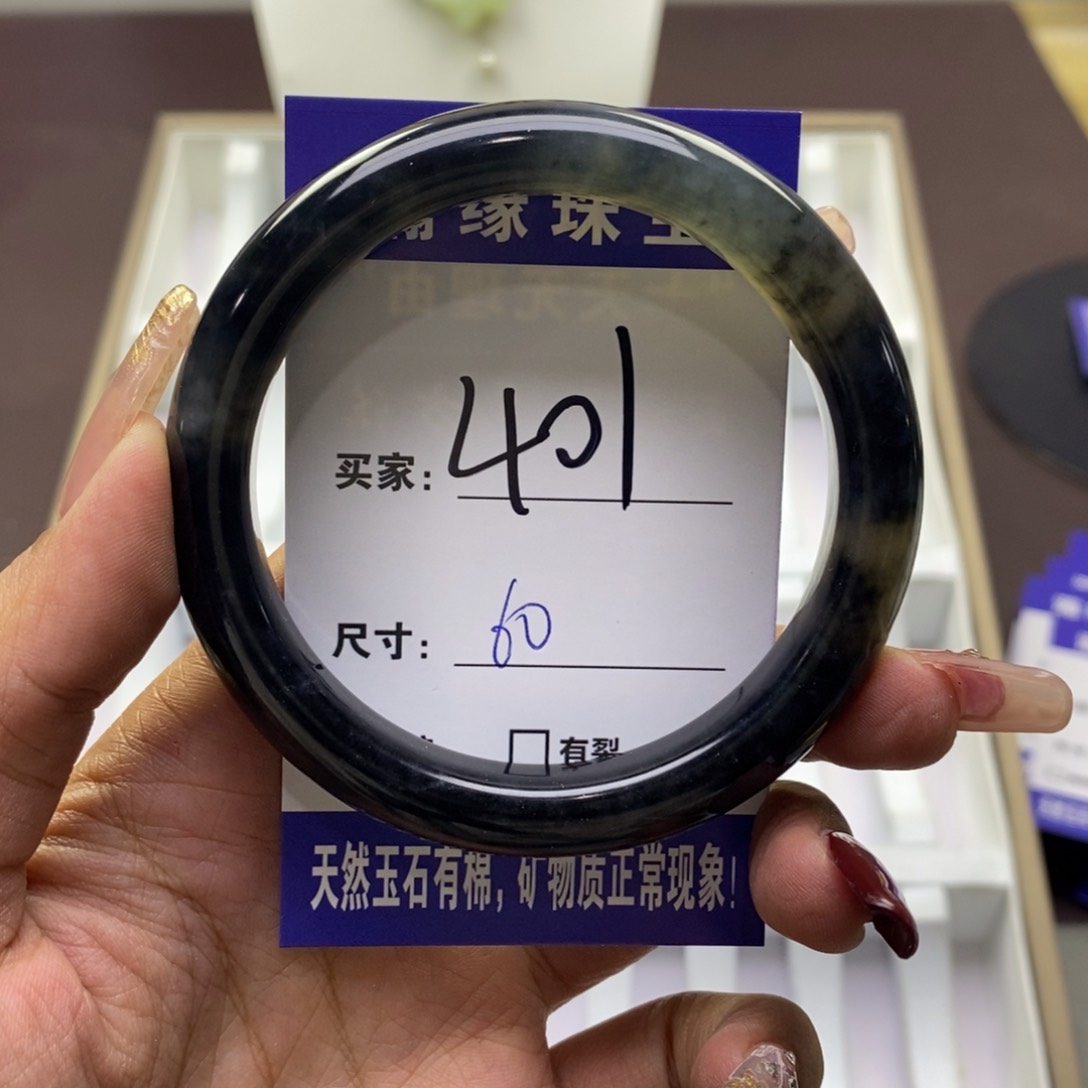 缘珠宝
买家: 401
尺寸: 60
有裂
天然玉石有棉, 矿物质正常现象!